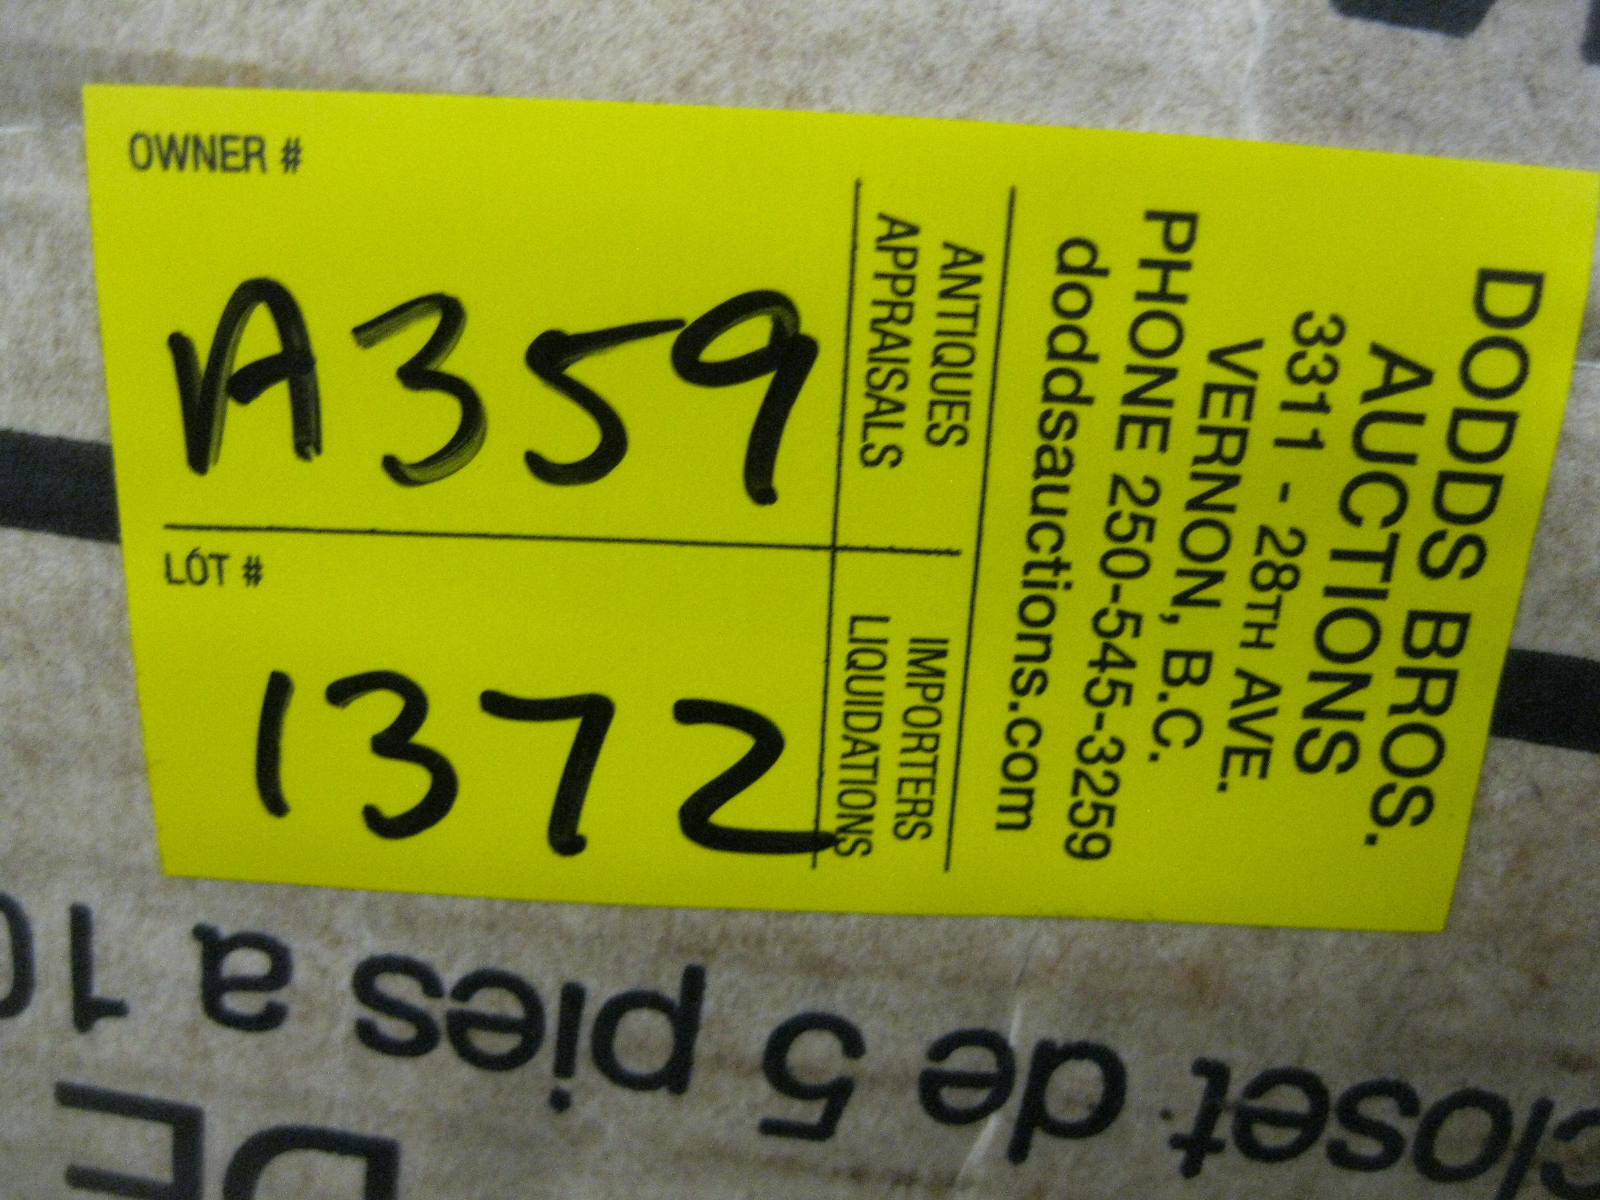 OWNER #
A359
LOT #
1372
ANTIQUES
APPRAISALS
IMPORTERS
LIQUIDATIONS
DODDS BROS.
AUCTIONS
3311 - 28TH AVE.
VERNON, B.C.
PHONE 250-545-3259
doddsauctions.com
closet de 5 pies a 10
DE